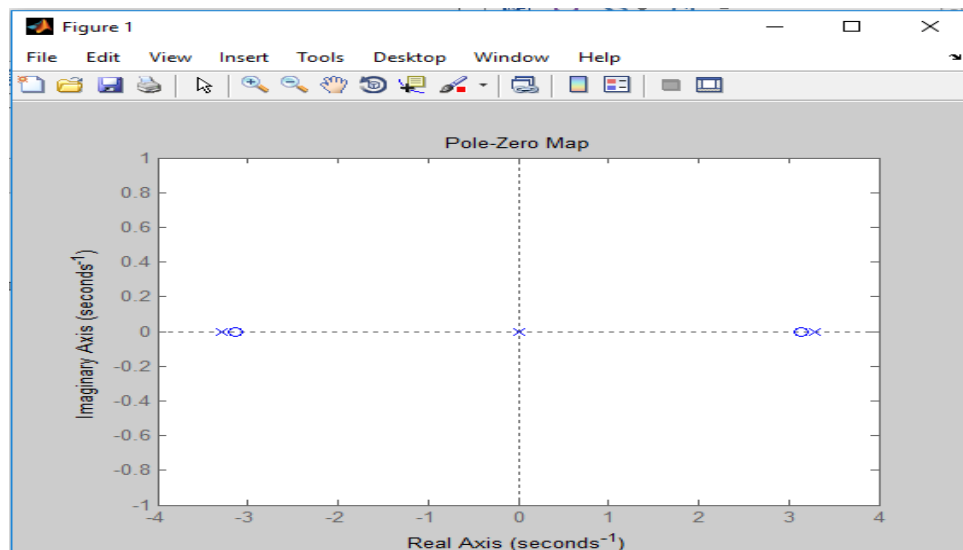 Figure 1
File Edit View Insert Tools Desktop Window Help
Pole-Zero Map
1
0.8
0.6
0.4
0.2
0
-0.2
-0.4
-0.6
-0.8
-1
Imaginary Axis (seconds⁻¹)
-4 -3 -2 -1 0 1 2 3 4
Real Axis (seconds⁻¹)